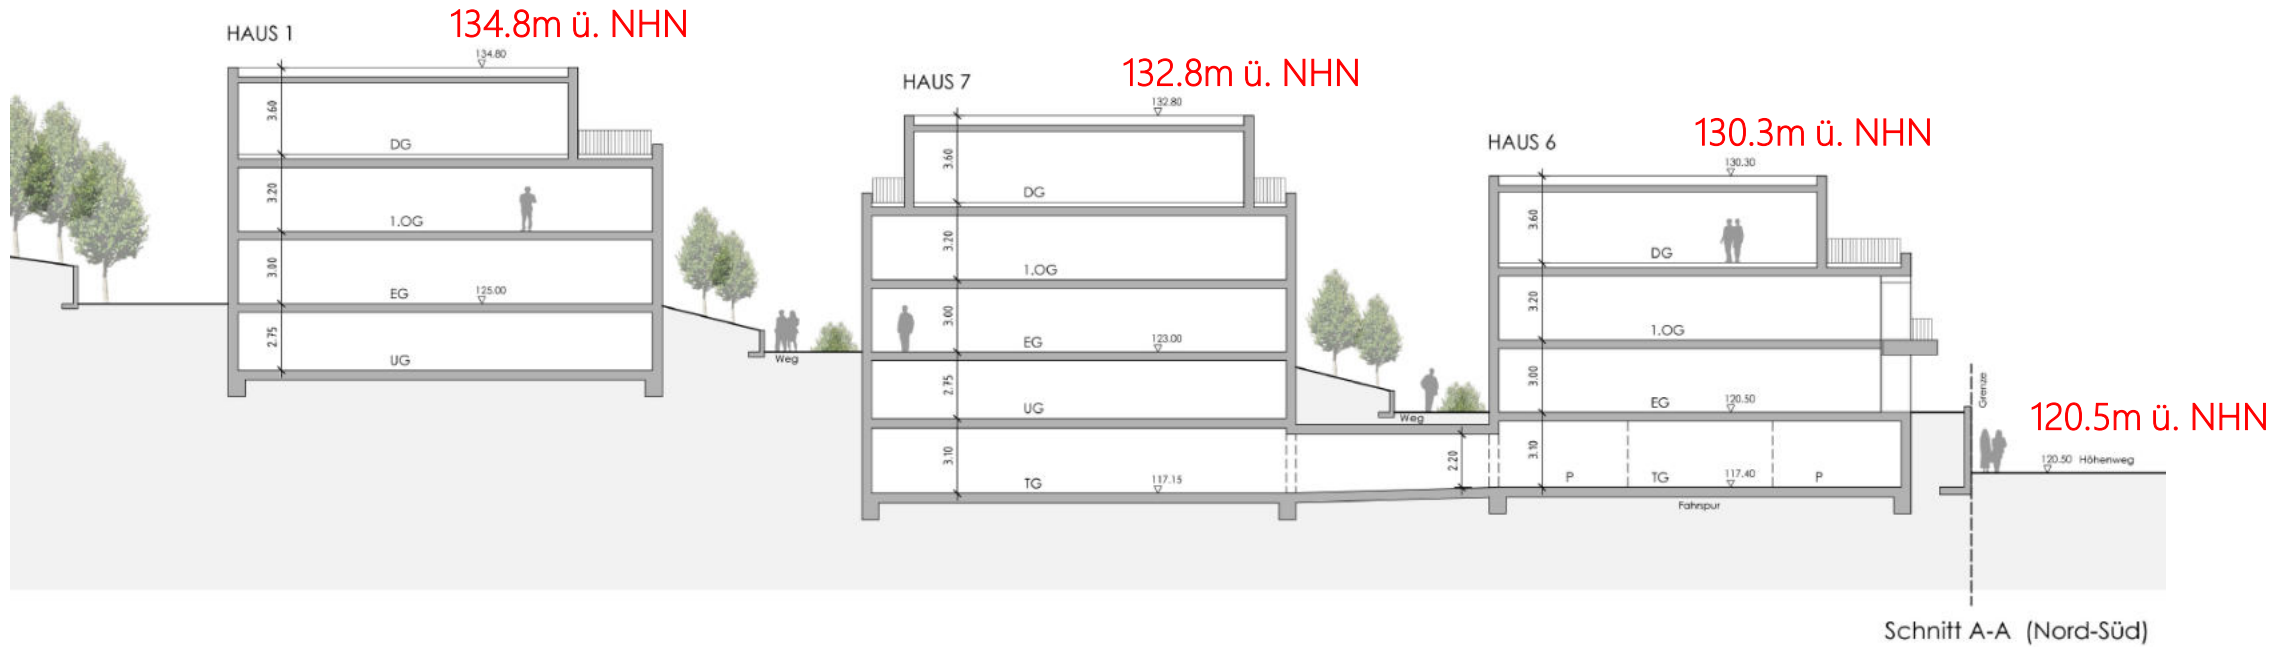 HAUS 1
134.8m ü. NHN
134.80
3.60
DG
3.20
1.OG
3.00
EG
125.00
2.75
UG
Weg
HAUS 7
132.8m ü. NHN
132.80
3.60
DG
3.20
1.OG
3.00
EG
123.00
2.75
UG
3.10
TG
117.15
Weg
2.20
HAUS 6
130.3m ü. NHN
130.30
3.60
DG
3.20
1.OG
3.00
EG
120.50
3.10
P
TG
117.40
P
Fahrspur
Grenze
120.5m ü. NHN
120.50 Höhenweg
Schnitt A-A (Nord-Süd)